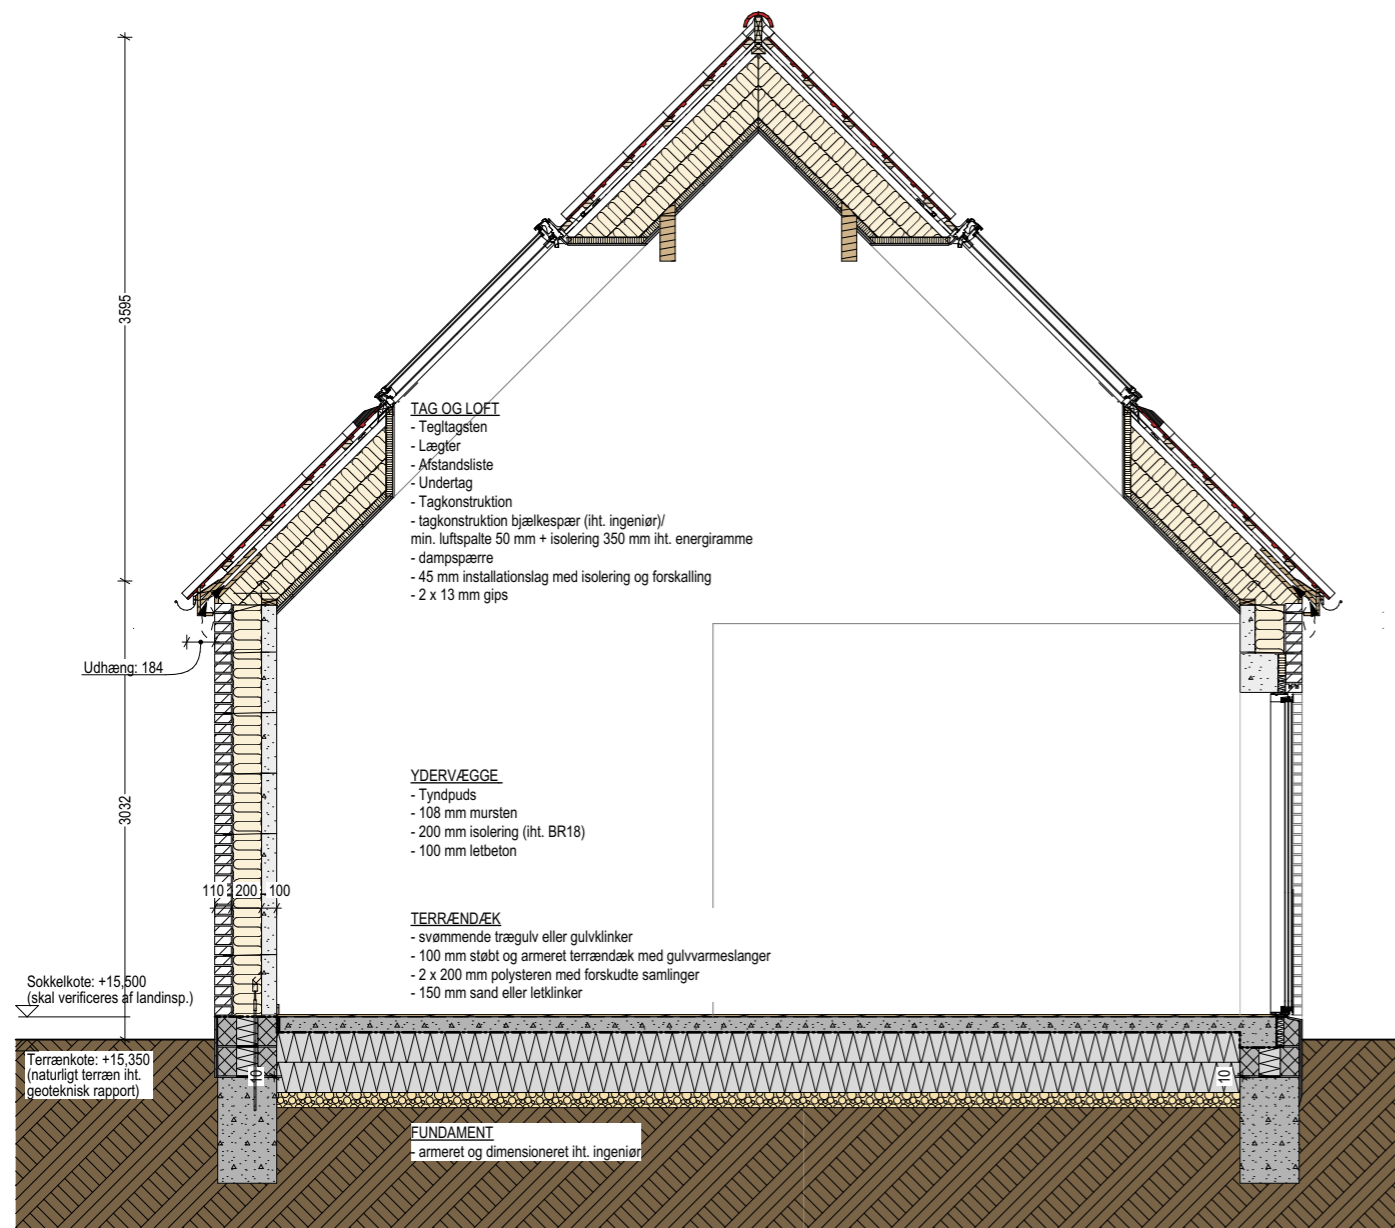 3595
TAG OG LOFT
- Tegltagsten
- Lægter
- Afstandsliste
- Undertag
- Tagkonstruktion
- tagkonstruktion bjælkespær (iht. ingeniør)/
min. luftspalte 50 mm + isolering 350 mm iht. energiramme
- dampspærre
- 45 mm installationslag med isolering og forskalling
- 2 x 13 mm gips
Udhæng: 184
3032
YDERVÆGGE
- Tyndpuds
- 108 mm mursten
- 200 mm isolering (iht. BR18)
- 100 mm letbeton
110 200 100
TERRÆNDÆK
- svømmende trægulv eller gulvklinker
- 100 mm støbt og armeret terrændæk med gulvvarmeslanger
- 2 x 200 mm polysteren med forskudte samlinger
- 150 mm sand eller letklinker
Sokkelkote: +15,500
(skal verificeres af landinsp.)
Terrænkote: +15,350
(naturligt terræn iht.
geoteknisk rapport)
10
10
FUNDAMENT
- armeret og dimensioneret iht. ingeniør